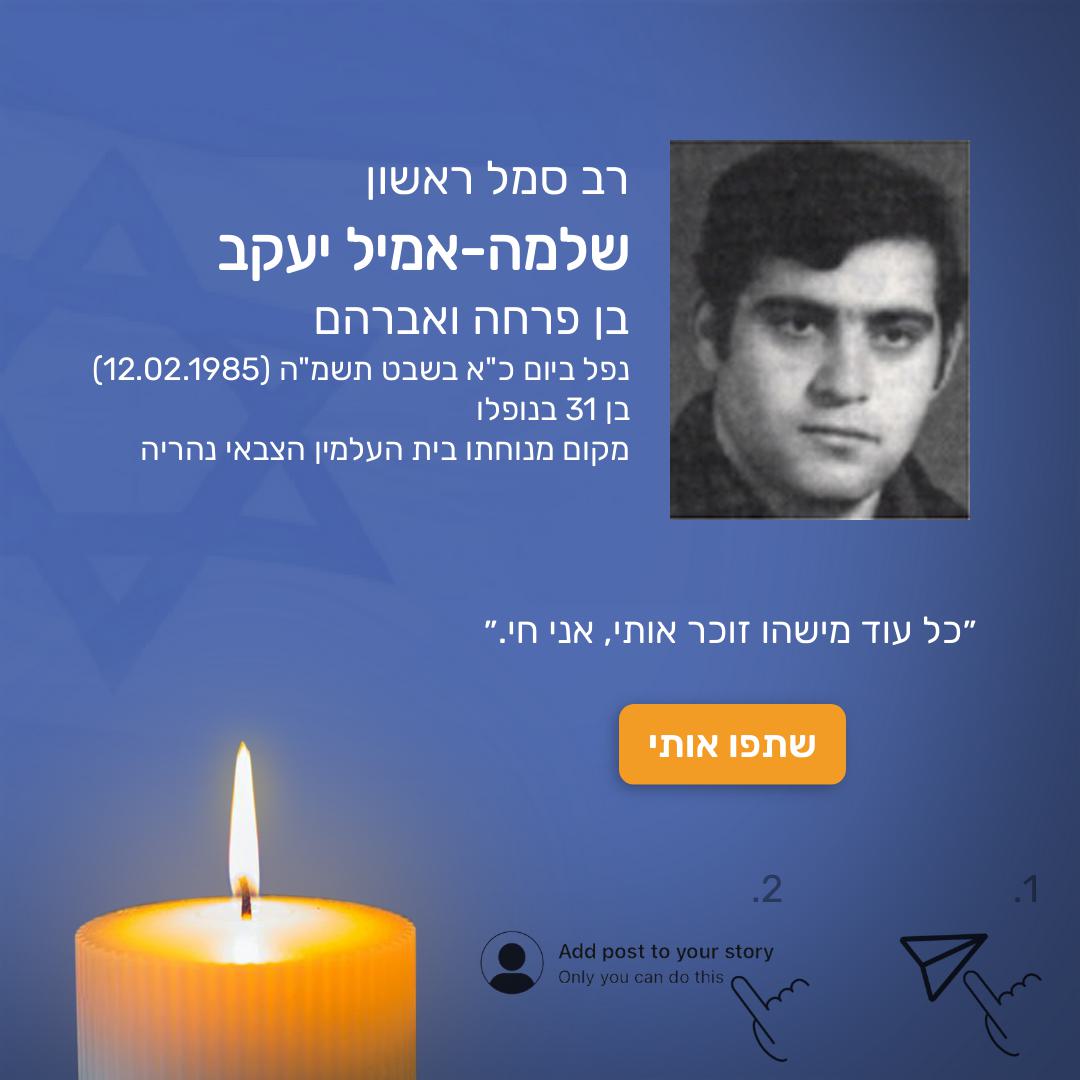 רב סמל ראשון
שלמה-אמיל יעקב
בן פרחה ואברהם
נפל ביום כ"א בשבט תשמ"ה (12.02.1985)
בן 31 בנופלו
מקום מנוחתו בית העלמין הצבאי נהריה
״כל עוד מישהו זוכר אותי, אני חי.״
שתפו אותי
.1
.2
Add post to your story
Only you can do this